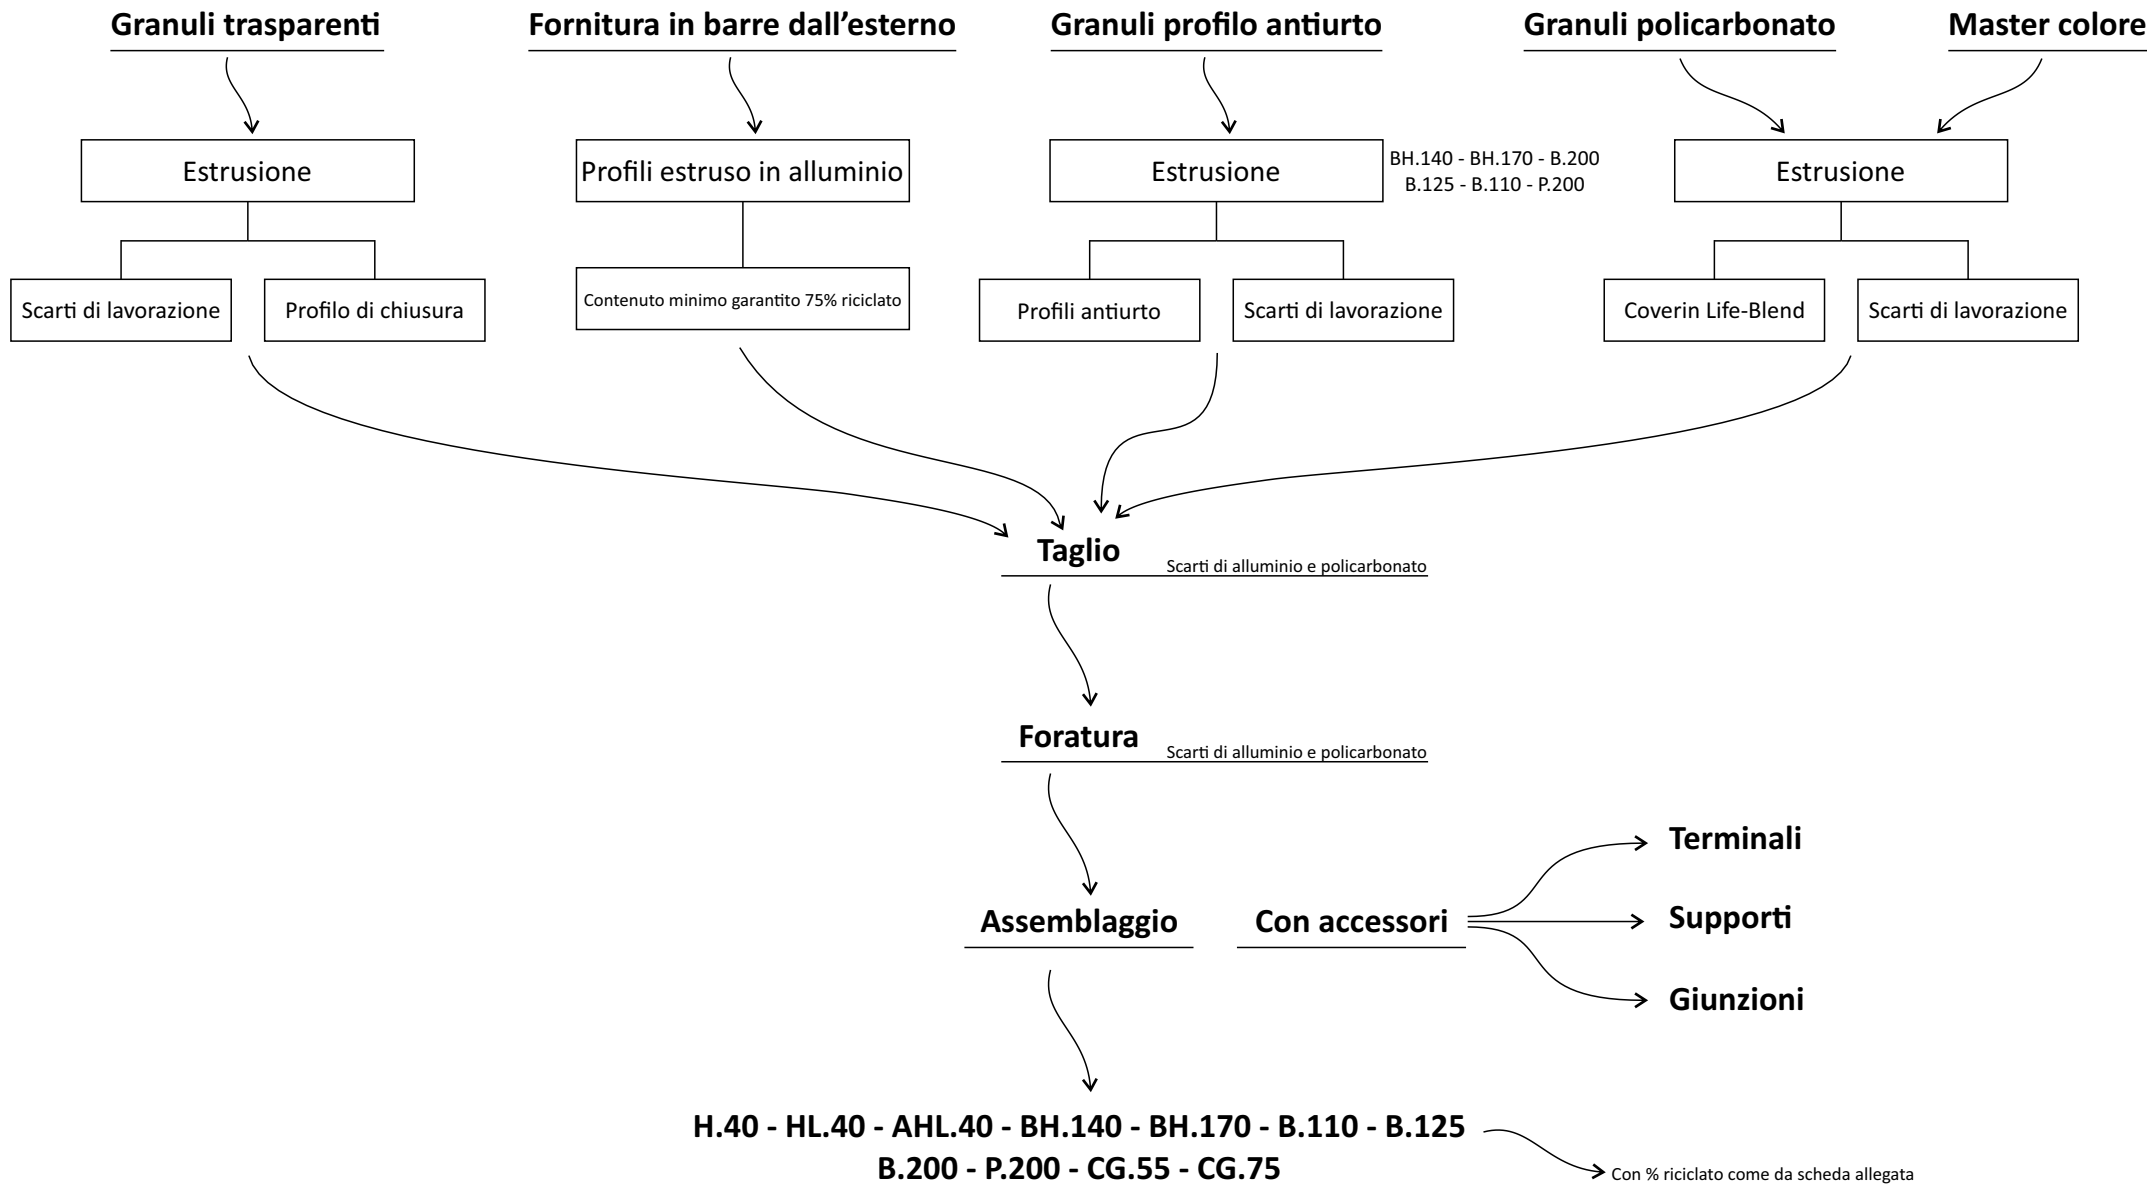 Granuli trasparenti
Fornitura in barre dall’esterno
Granuli profilo antiurto
Granuli policarbonato
Master colore
Estrusione
Profili estruso in alluminio
Estrusione
BH.140 - BH.170 - B.200
B.125 - B.110 - P.200
Estrusione
Scarti di lavorazione
Profilo di chiusura
Contenuto minimo garantito 75% riciclato
Profili antiurto
Scarti di lavorazione
Coverin Life-Blend
Scarti di lavorazione
Taglio
Scarti di alluminio e policarbonato
Foratura
Scarti di alluminio e policarbonato
Assemblaggio
Con accessori
Terminali
Supporti
Giunzioni
H.40 - HL.40 - AHL.40 - BH.140 - BH.170 - B.110 - B.125
B.200 - P.200 - CG.55 - CG.75
Con % riciclato come da scheda allegata